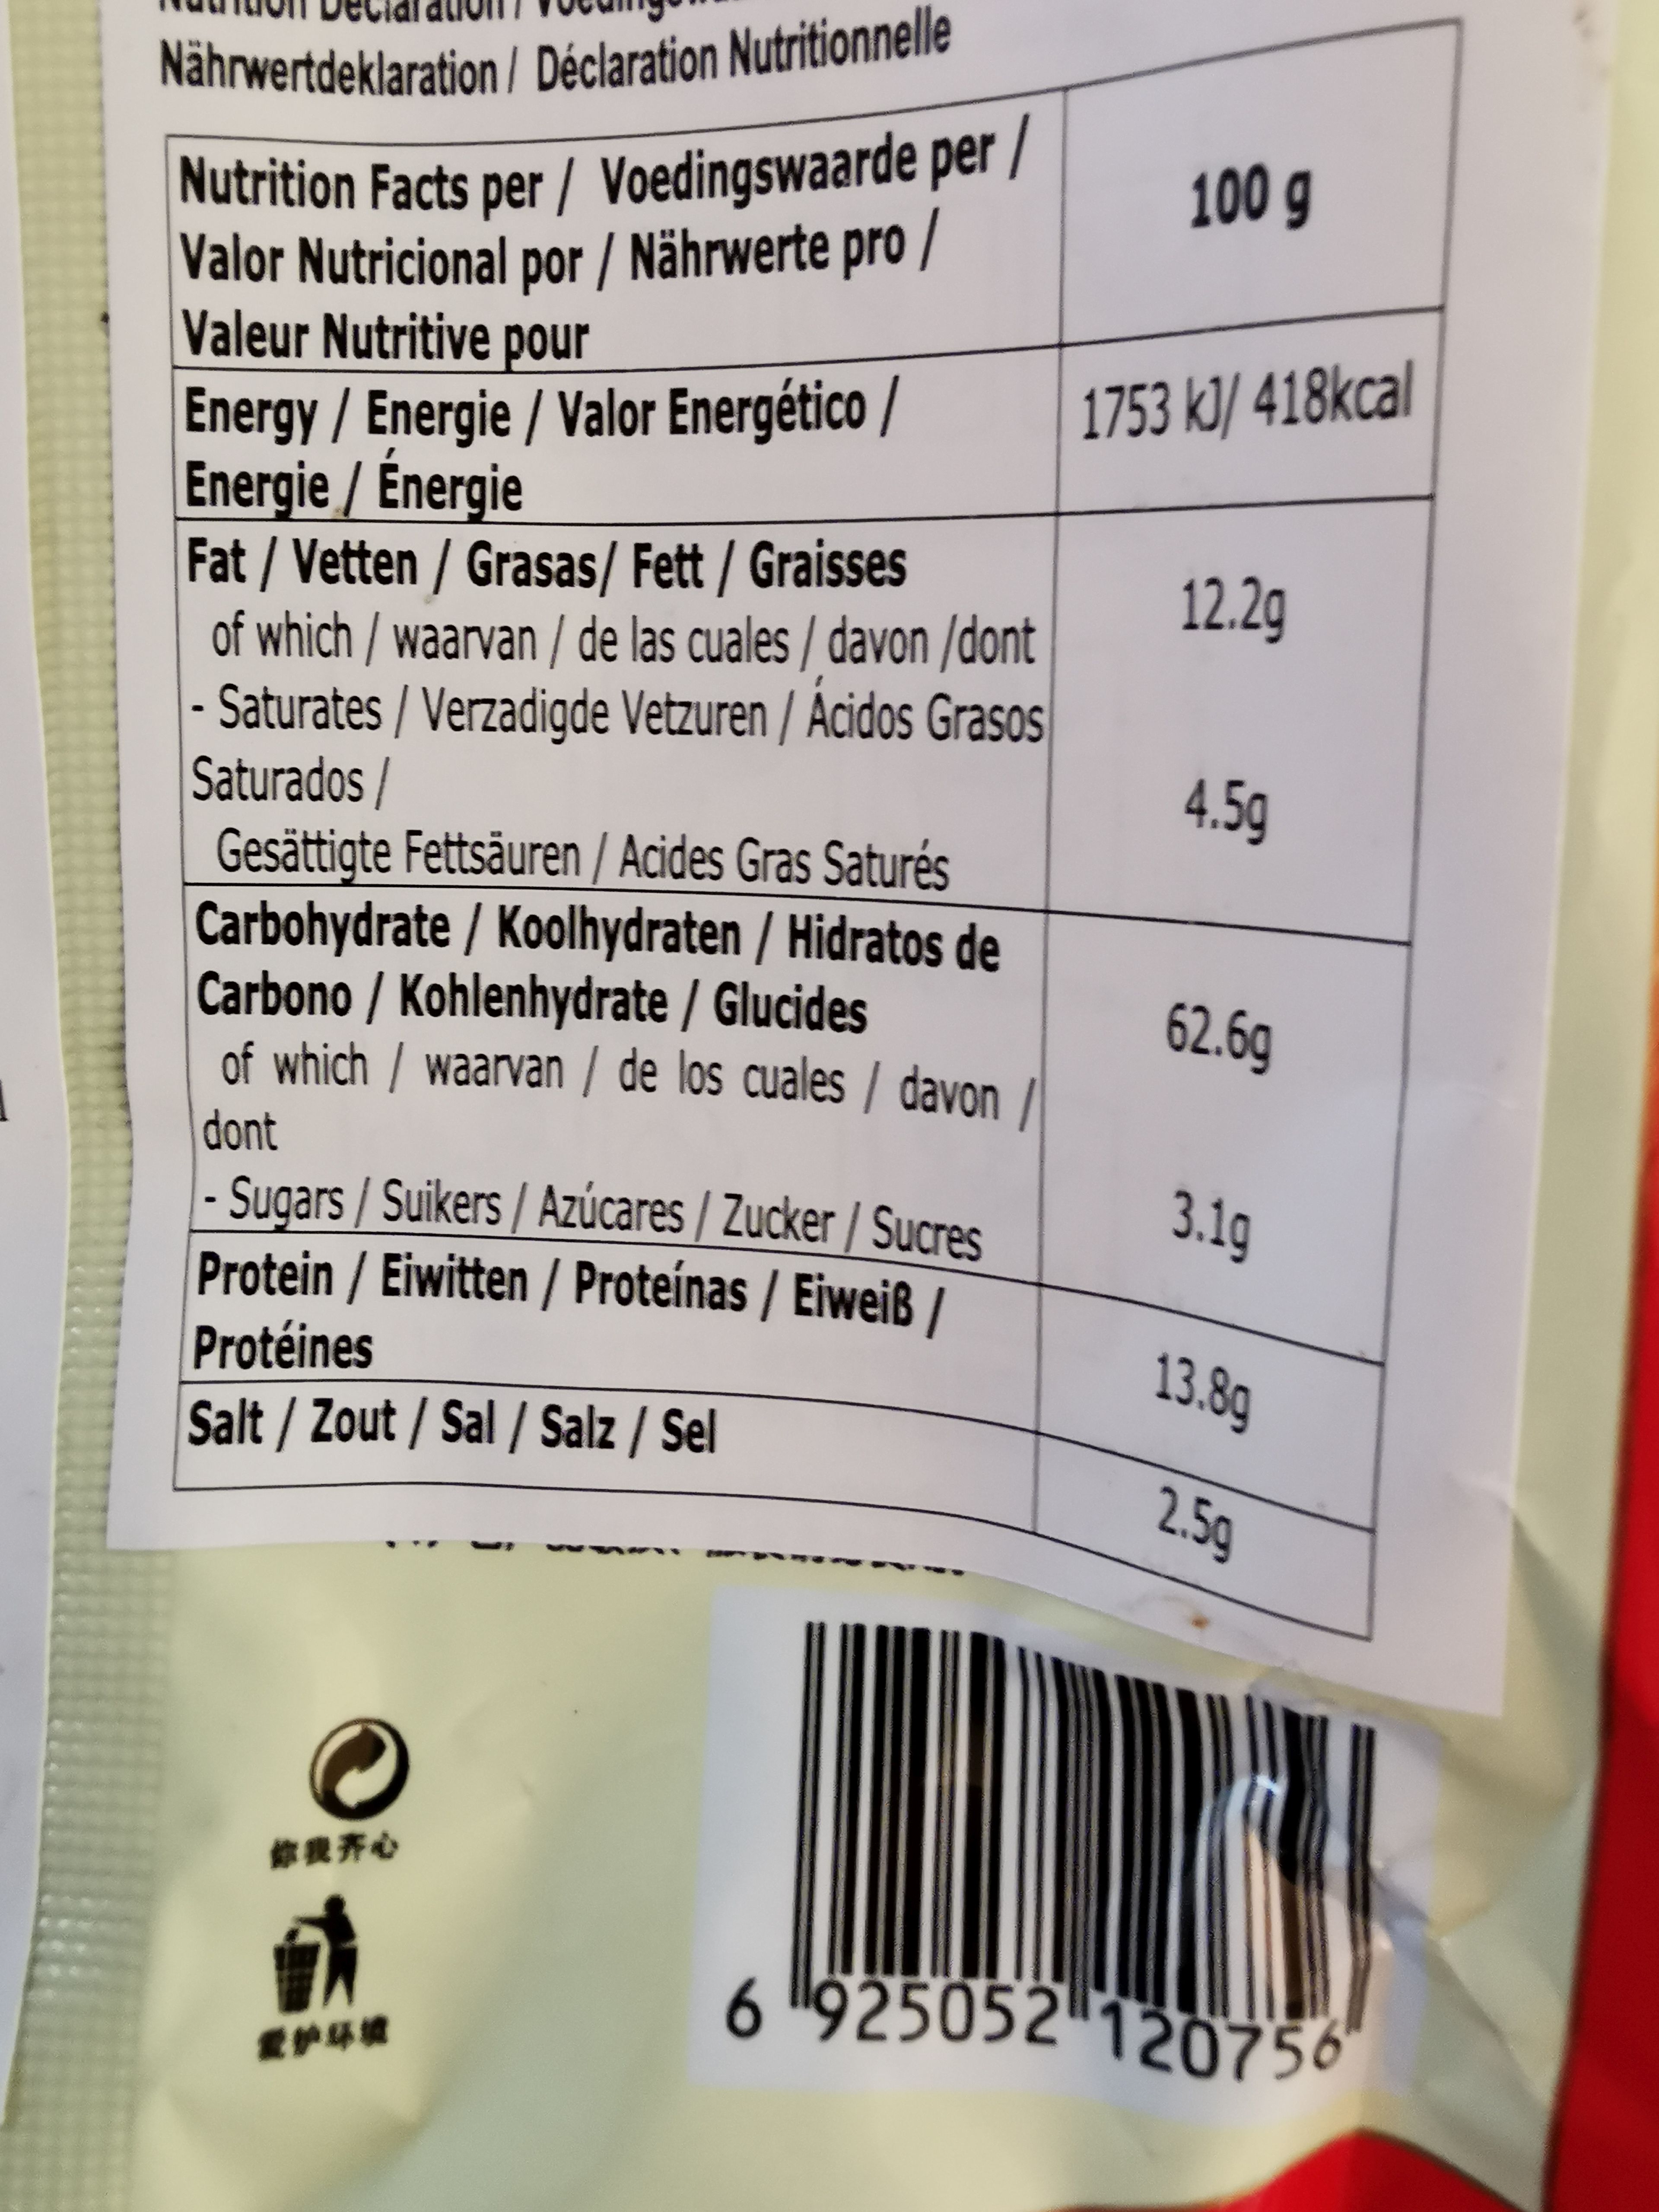 Nährwertdeklaration / Déclaration Nutritionnelle
Nutrition Facts per / Voedingswaarde per /
Valor Nutricional por / Nährwerte pro /
Valeur Nutritive pour
100 g
Energy / Energie / Valor Energético /
Energie / Énergie
1753 kJ/ 418kcal
Fat / Vetten / Grasas/ Fett / Graisses
12.2g
of which / waarvan / de las cuales / davon /dont
- Saturates / Verzadigde Vetzuren / Ácidos Grasos
Saturados /
4.5g
Gesättigte Fettsäuren / Acides Gras Saturés
Carbohydrate / Koolhydraten / Hidratos de
Carbono / Kohlenhydrate / Glucides
62.6g
of which / waarvan / de los cuales / davon /
dont
- Sugars / Suikers / Azúcares / Zucker / Sucres
3.1g
Protein / Eiwitten / Proteínas / Eiweiß /
Protéines
13.8g
Salt / Zout / Sal / Salz / Sel
2.5g
你我齐心
爱护环境
6 925052 120756